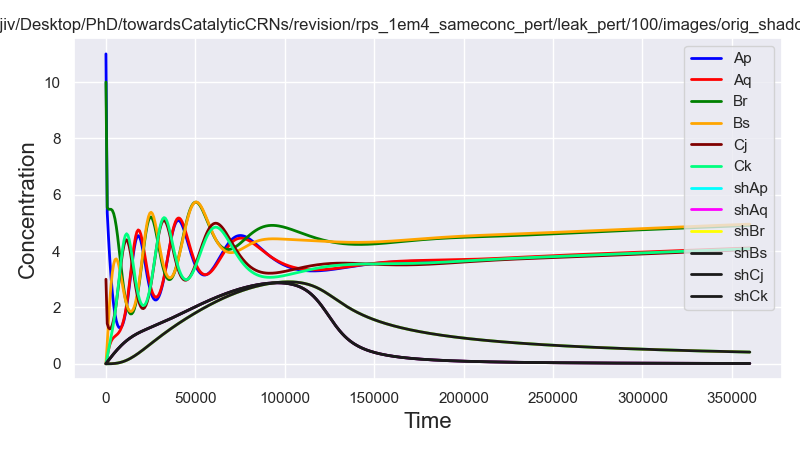 jiv/Desktop/PhD/towardsCatalyticCRNs/revision/rps_1em4_sameconc_pert/leak_pert/100/images/orig_shado
Concentration
10
8
6
4
2
0
0 50000 100000 150000 200000 250000 300000 350000
Time
Ap
Aq
Br
Bs
Cj
Ck
shAp
shAq
shBr
shBs
shCj
shCk